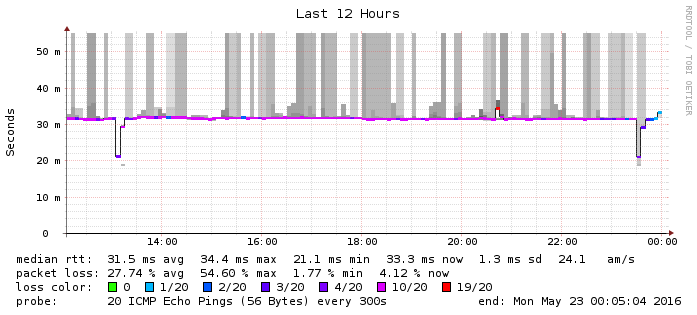 Last 12 Hours
RRDTOOL / TOBI OETIKER
Seconds
50 m
40 m
30 m
20 m
10 m
0
14:00 16:00 18:00 20:00 22:00 00:00
median rtt: 31.5 ms avg 34.4 ms max 21.1 ms min 33.3 ms now 1.3 ms sd 24.1 am/s
packet loss: 27.74 % avg 54.60 % max 1.77 % min 4.12 % now
loss color: 0 1/20 2/20 3/20 4/20 10/20 19/20
probe: 20 ICMP Echo Pings (56 Bytes) every 300s end: Mon May 23 00:05:04 2016